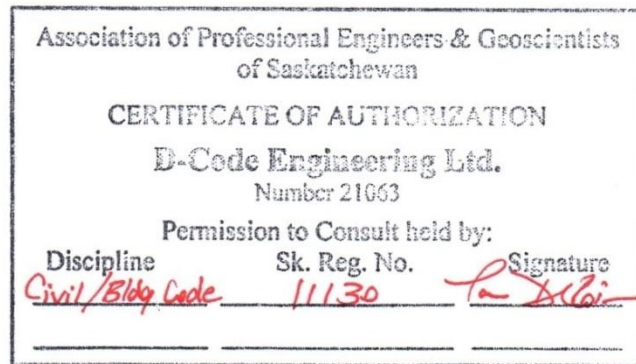 Association of Professional Engineers & Geoscientists
of Saskatchewan
CERTIFICATE OF AUTHORIZATION
D-Code Engineering Ltd.
Number 21063
Permission to Consult held by:
Discipline Sk. Reg. No. Signature
Civil/Bldg Code 11130